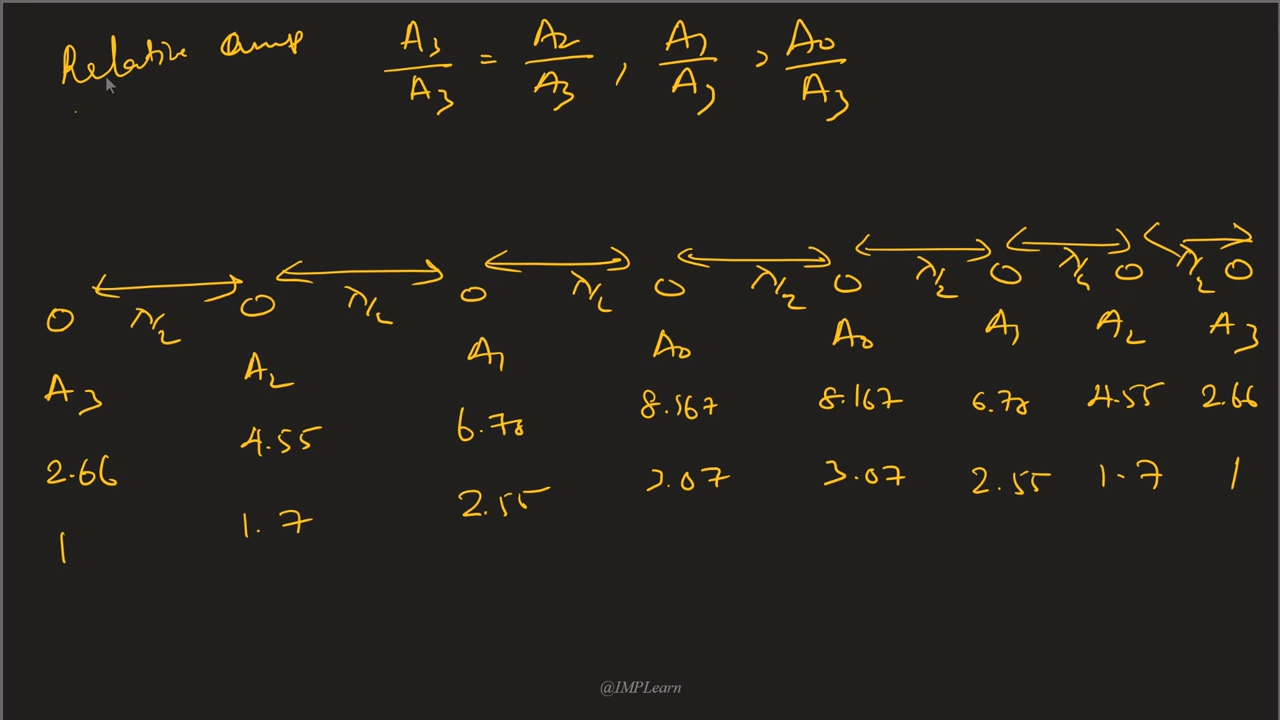 Relative amp A3/A3 = A2/A3, A1/A3, A0/A3
λ/2 λ/2 λ/2 λ/2 λ/2 λ/2 λ/2
A3 A2 A1 A0 A0 A1 A2 A3
2.66 4.55 6.78 8.167 8.167 6.78 4.55 2.66
1 1.7 2.55 3.07 3.07 2.55 1.7 1
@IMPLearn